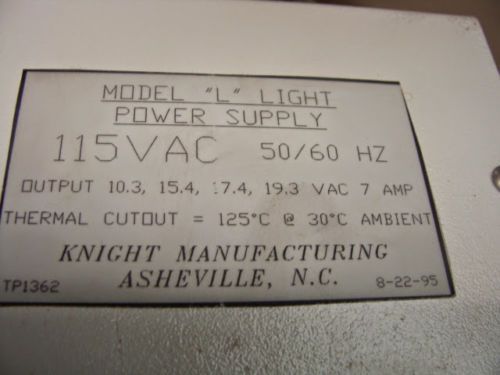 MODEL "L" LIGHT
POWER SUPPLY
115VAC 50/60 HZ
OUTPUT 10.3, 15.4, 17.4, 19.3 VAC 7 AMP
THERMAL CUTOUT = 125°C @ 30°C AMBIENT
KNIGHT MANUFACTURING
ASHEVILLE, N.C.
TP1362 8-22-95